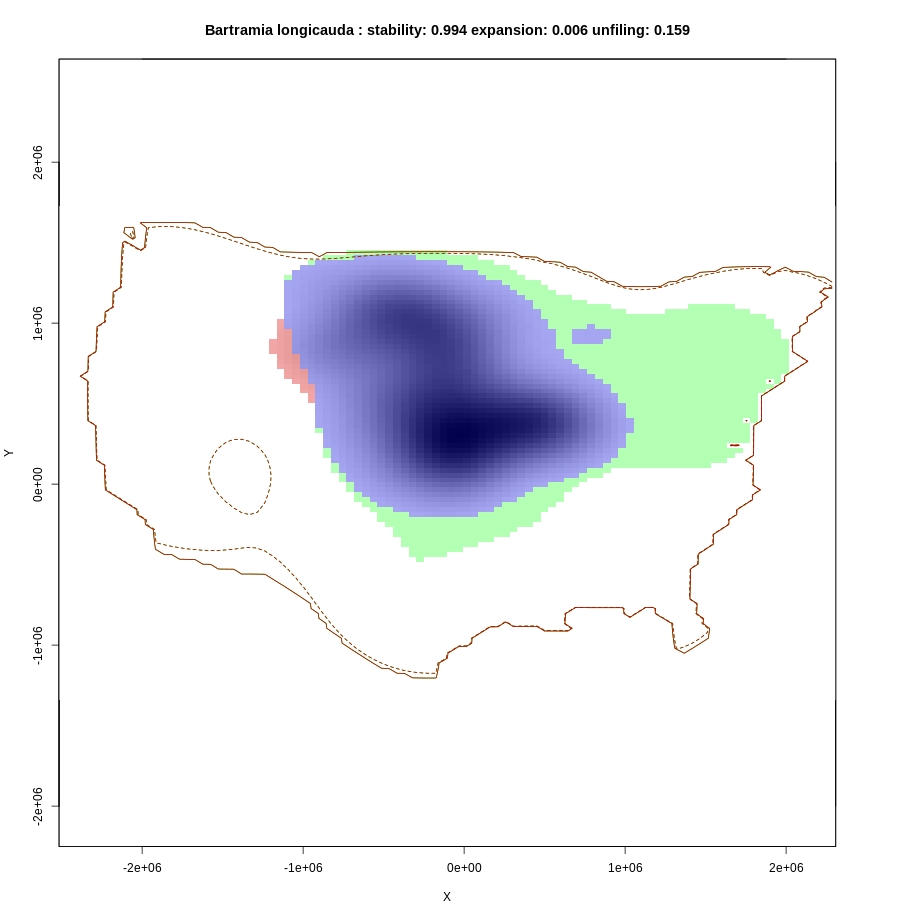 Bartramia longicauda : stability: 0.994 expansion: 0.006 unfiling: 0.159
2e+06
1e+06
0e+00
-1e+06
-2e+06
Y
-2e+06 -1e+06 0e+00 1e+06 2e+06
X